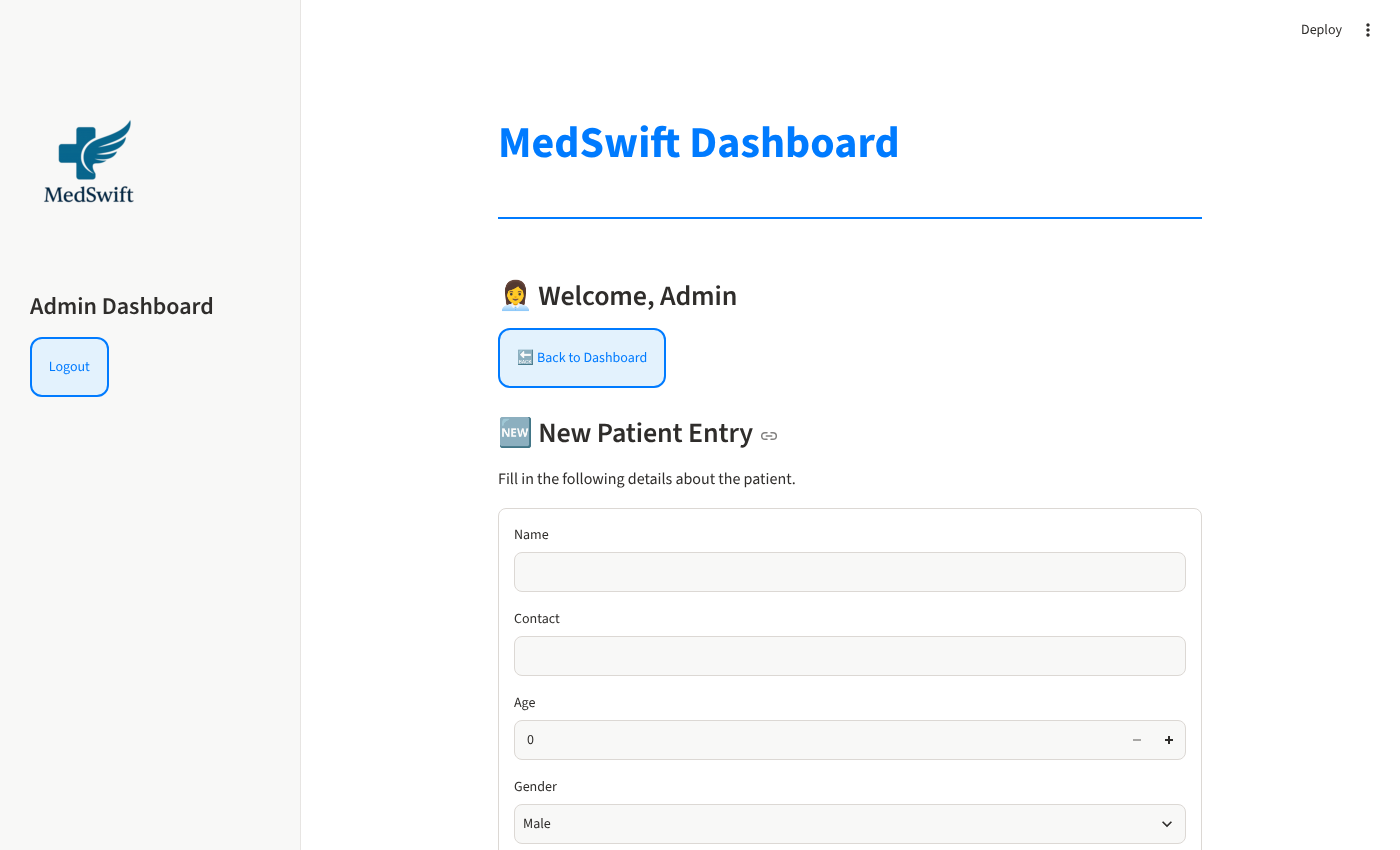 Deploy
MedSwift
Admin Dashboard
Logout
MedSwift Dashboard
👩‍💼 Welcome, Admin
🔙 Back to Dashboard
🆕 New Patient Entry
Fill in the following details about the patient.
Name
Contact
Age
0
Gender
Male